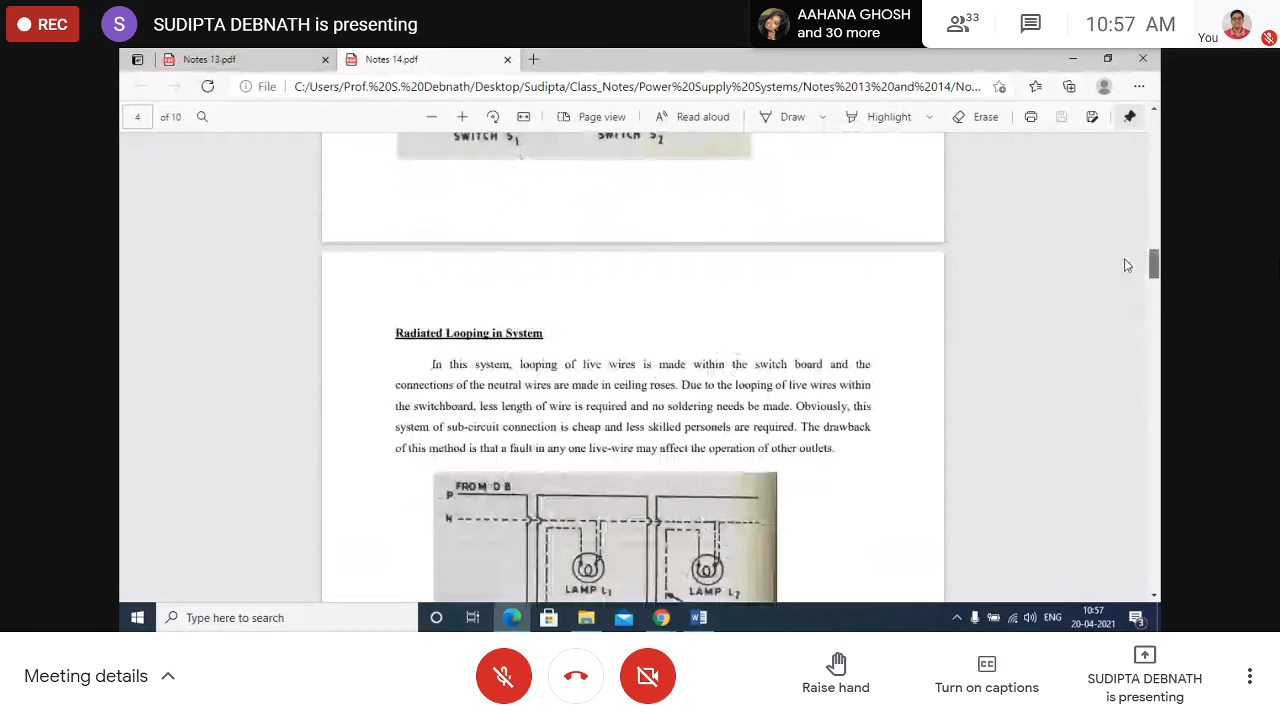 REC
S
SUDIPTA DEBNATH is presenting
AAHANA GHOSH
and 30 more
33
10:57 AM
You
Notes 13.pdf
Notes 14.pdf
File
C:/Users/Prof.%20S.%20Debnath/Desktop/Sudipta/Class_Notes/Power%20Supply%20Systems/Notes%2013%20and%2014/No...
4
of 10
Page view
Read aloud
Draw
Highlight
Erase
SWITCH S1
SWITCH S2
Radiated Looping in System
In this system, looping of live wires is made within the switch board and the
connections of the neutral wires are made in ceiling roses. Due to the looping of live wires within
the switchboard, less length of wire is required and no soldering needs be made. Obviously, this
system of sub-circuit connection is cheap and less skilled personels are required. The drawback
of this method is that a fault in any one live-wire may affect the operation of other outlets.
FROM D B
P
N
LAMP L1
LAMP L2
Type here to search
ENG
10:57
20-04-2021
3
Meeting details
Raise hand
Turn on captions
SUDIPTA DEBNATH
is presenting